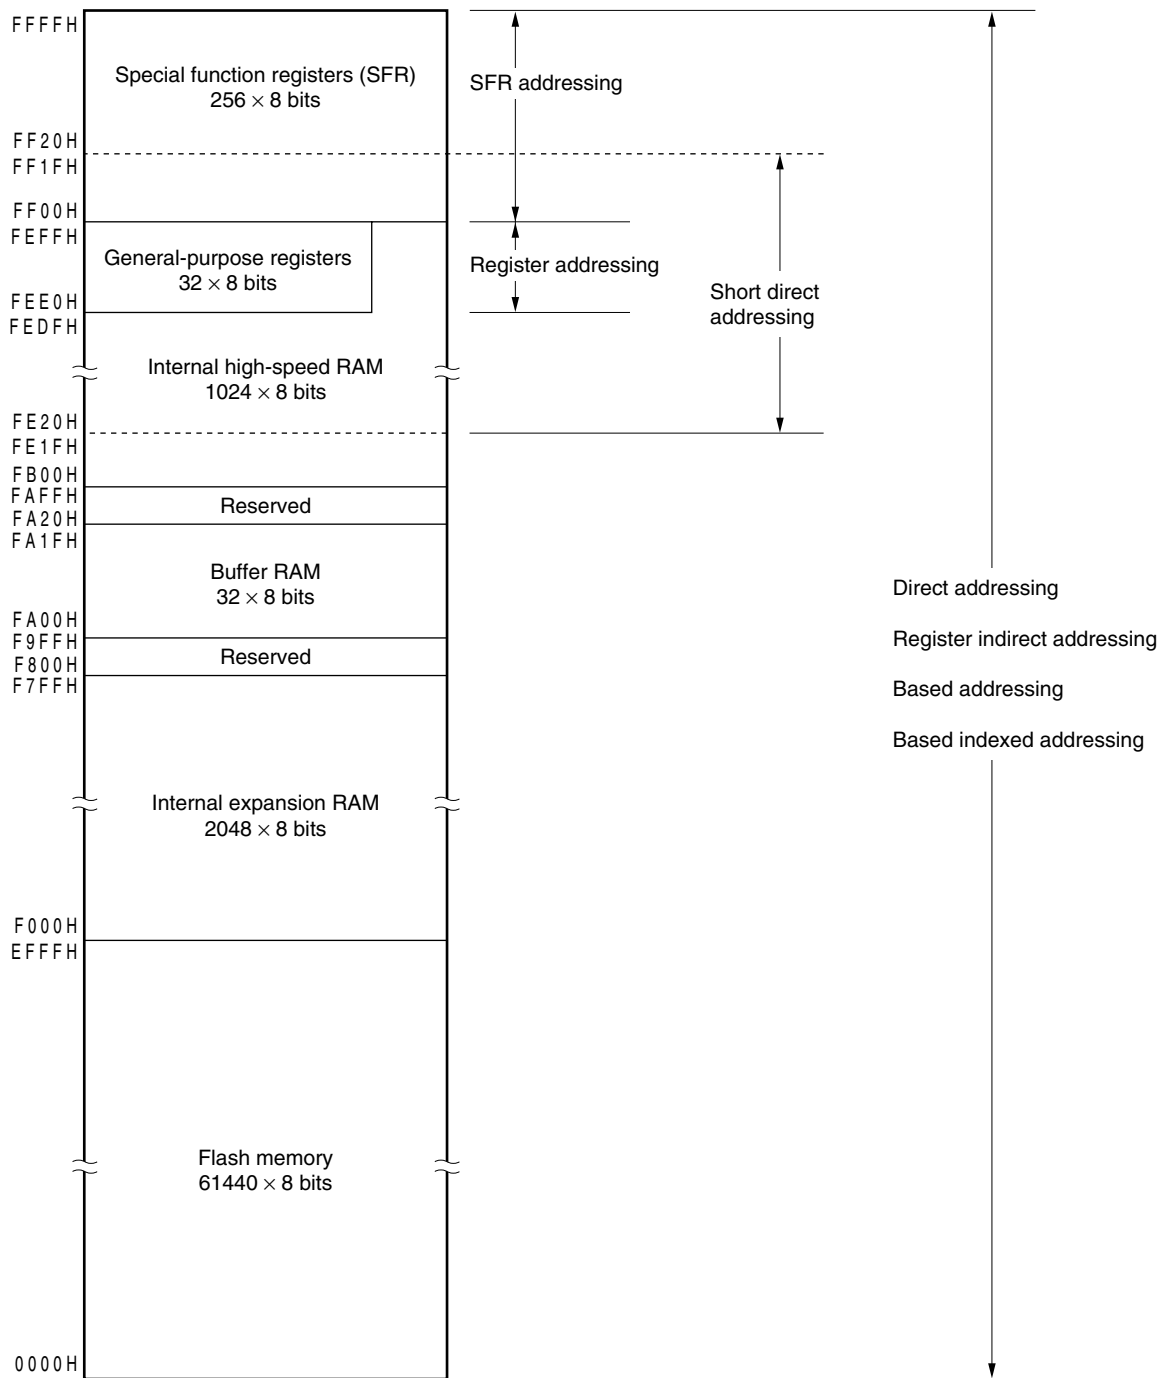 FFFFH
Special function registers (SFR)
256 × 8 bits
SFR addressing
FF20H
FF1FH
FF00H
FEFFH
General-purpose registers
32 × 8 bits
Register addressing
Short direct
addressing
FEE0H
FEDFH
Internal high-speed RAM
1024 × 8 bits
FE20H
FE1FH
FB00H
FAFFH
Reserved
FA20H
FA1FH
Buffer RAM
32 × 8 bits
FA00H
F9FFH
Reserved
F800H
F7FFH
Direct addressing
Register indirect addressing
Based addressing
Based indexed addressing
Internal expansion RAM
2048 × 8 bits
F000H
EFFFH
Flash memory
61440 × 8 bits
0000H